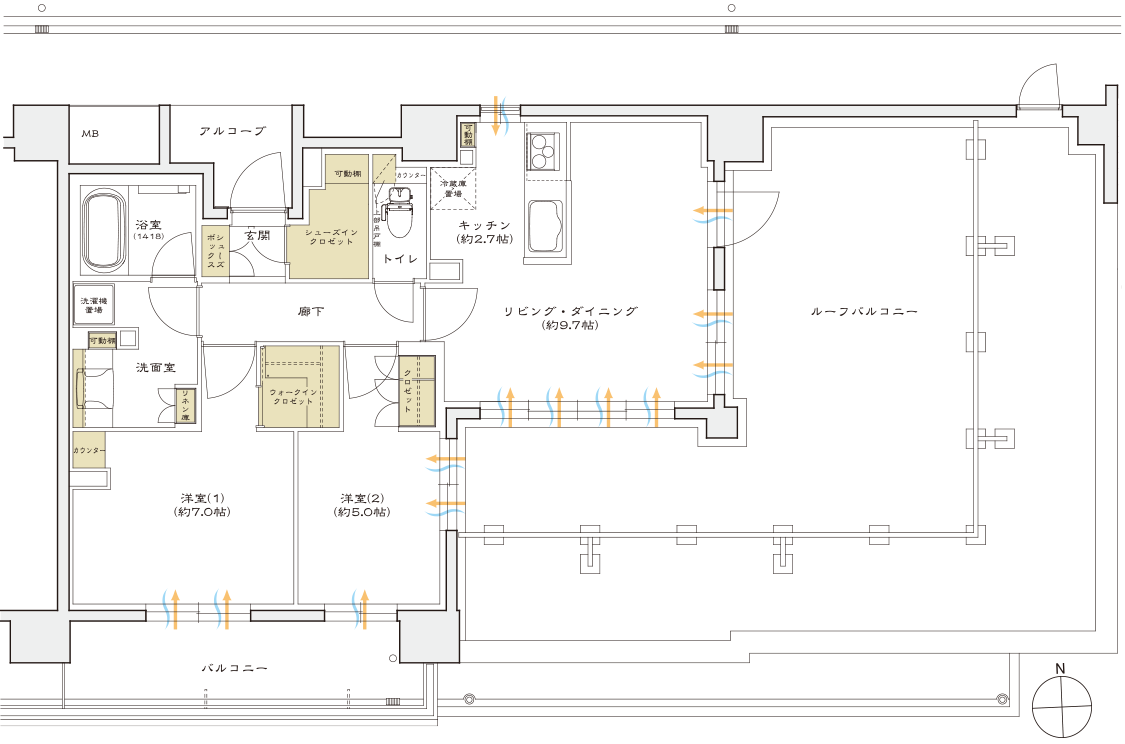 MB
アルコーブ
可動棚
可動棚
カウンター
上部吊戸棚
冷蔵庫
置場
浴室
(1418)
ボックス
シューズ
玄関
シューズイン
クロゼット
トイレ
キッチン
(約2.7帖)
洗濯機
置場
廊下
リビング・ダイニング
(約9.7帖)
ルーフバルコニー
可動棚
洗面室
リネン庫
ウォークイン
クロゼット
クロゼット
カウンター
洋室(1)
(約7.0帖)
洋室(2)
(約5.0帖)
バルコニー
N